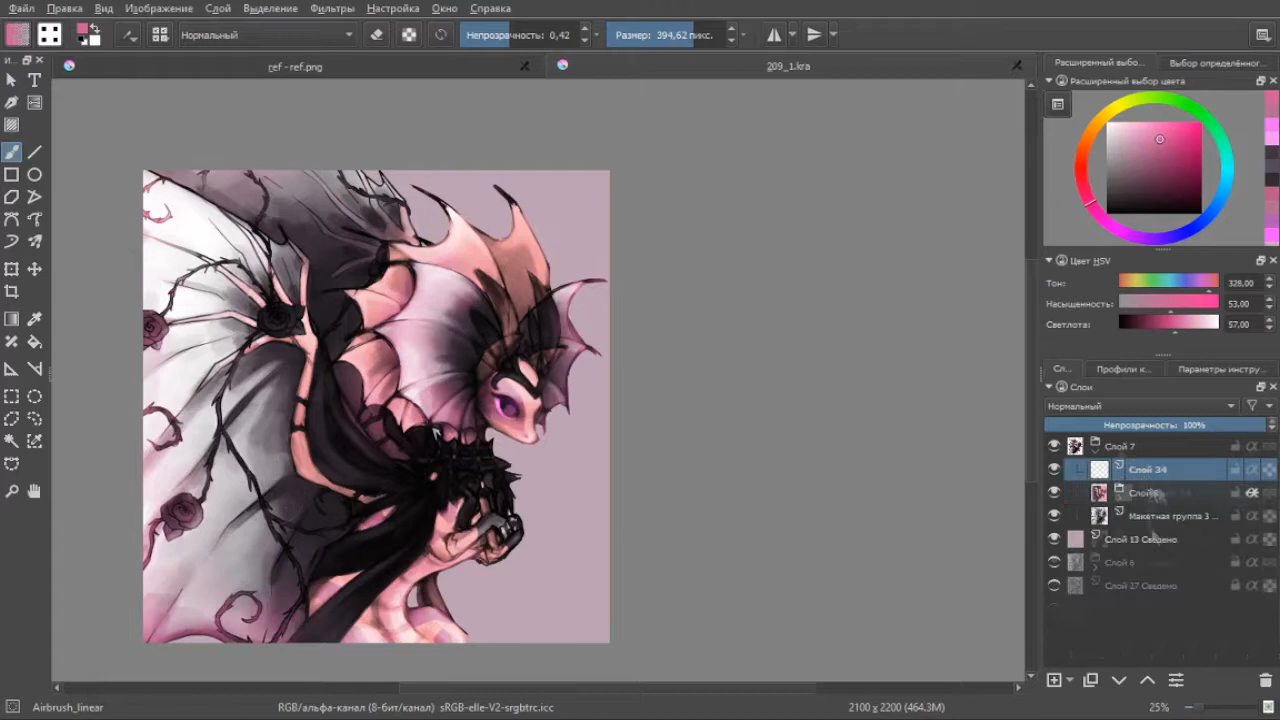 Файл Правка Вид Изображение Слой Выделение Фильтры Настройка Окно Справка
Нормальный Непрозрачность: 0,42 Размер: 394,62 пикс.
И... ref - ref.png 209_1.kra Расширенный выбо... Выбор определённог...
Расширенный выбор цвета
Цвет HSV
Тон: 328,00
Насыщенность: 53,00
Светлота: 57,00
Сл... Профили к... Параметры инстру...
Слои
Нормальный
Непрозрачность: 100%
Слой 7
Слой 34
Макетная группа 3 ...
Слой 13 Сведено
Слой 6
Слой 27 Сведено
Airbrush_linear RGB/альфа-канал (8-бит/канал) sRGB-elle-V2-srgbtrc.icc 2100 x 2200 (464.3M) 25%